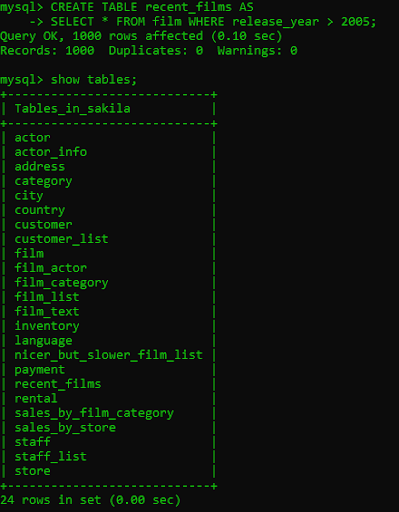 mysql> CREATE TABLE recent_films AS
    -> SELECT * FROM film WHERE release_year > 2005;
Query OK, 1000 rows affected (0.10 sec)
Records: 1000  Duplicates: 0  Warnings: 0

mysql> show tables;
+----------------------------+
| Tables_in_sakila           |
+----------------------------+
| actor                      |
| actor_info                 |
| address                    |
| category                   |
| city                       |
| country                    |
| customer                   |
| customer_list              |
| film                       |
| film_actor                 |
| film_category              |
| film_list                  |
| film_text                  |
| inventory                  |
| language                   |
| nicer_but_slower_film_list |
| payment                    |
| recent_films               |
| rental                     |
| sales_by_film_category     |
| sales_by_store             |
| staff                      |
| staff_list                 |
| store                      |
+----------------------------+
24 rows in set (0.00 sec)